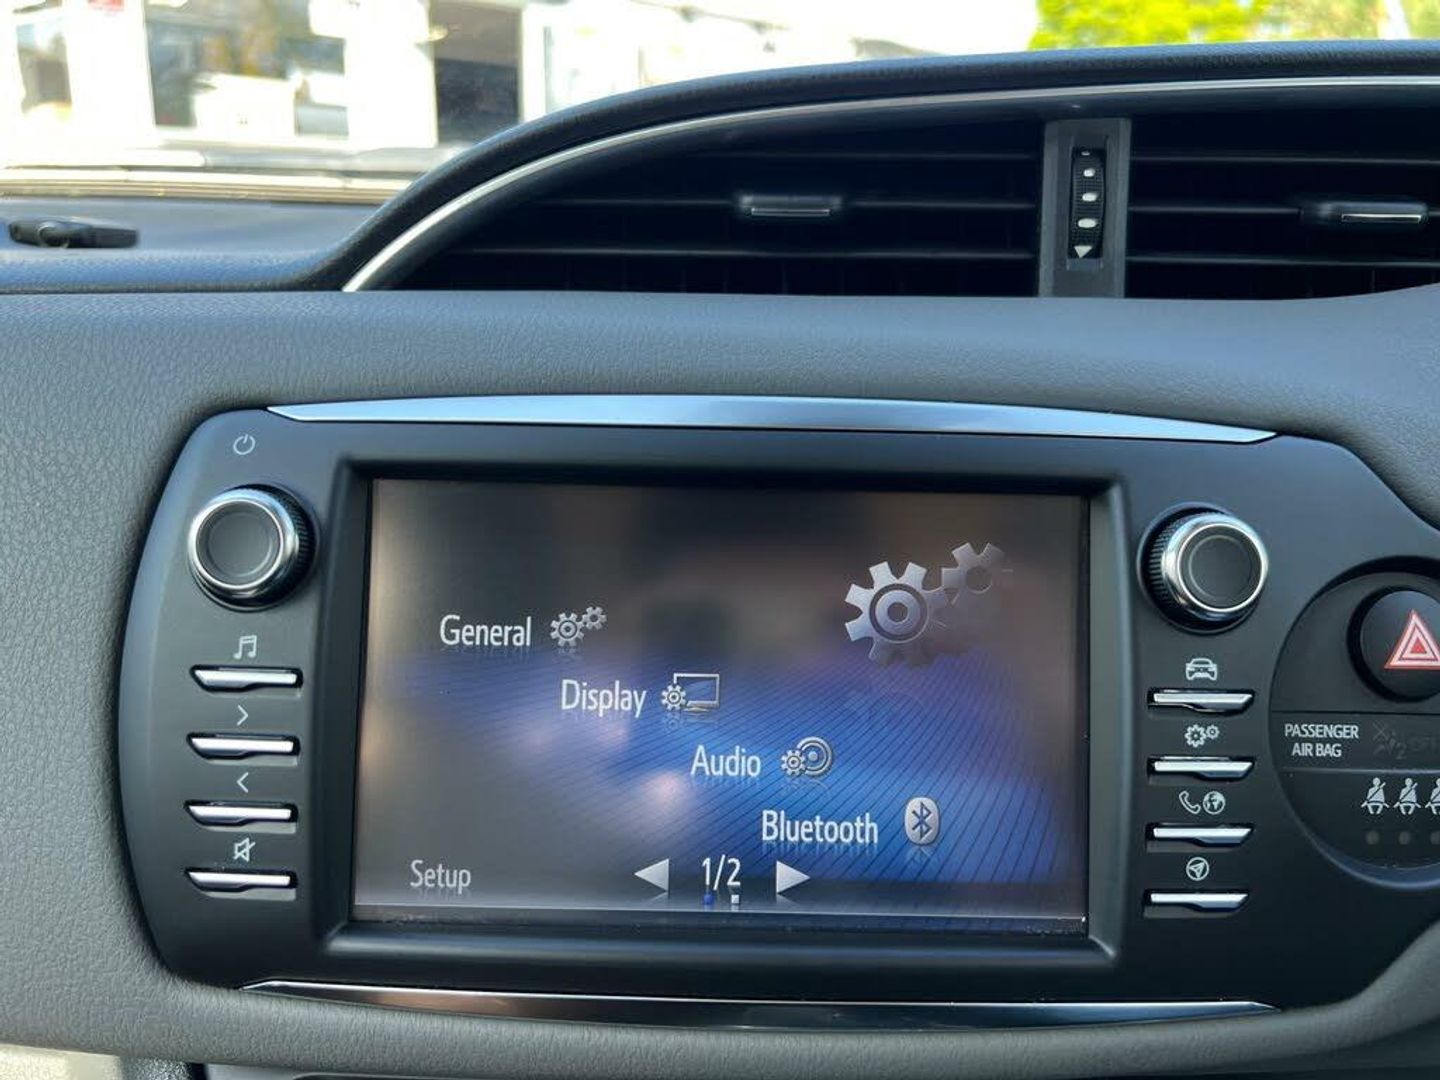 General
Display
Audio
Bluetooth
Setup
1/2
PASSENGER
AIR BAG